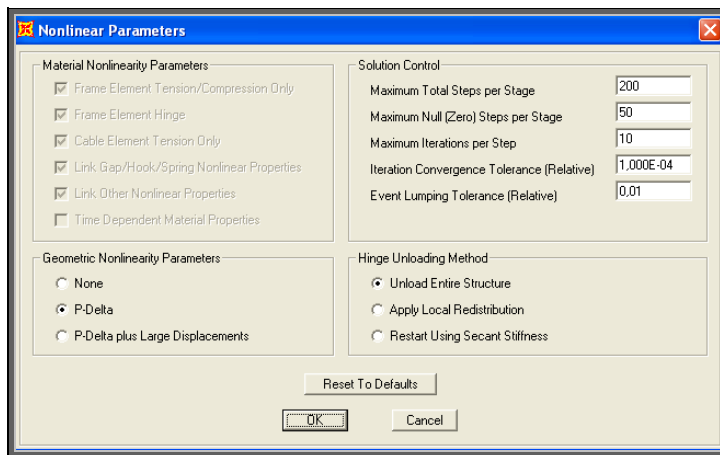 Nonlinear Parameters
Material Nonlinearity Parameters
Frame Element Tension/Compression Only
Frame Element Hinge
Cable Element Tension Only
Link Gap/Hook/Spring Nonlinear Properties
Link Other Nonlinear Properties
Time Dependent Material Properties
Solution Control
Maximum Total Steps per Stage 200
Maximum Null (Zero) Steps per Stage 50
Maximum Iterations per Step 10
Iteration Convergence Tolerance (Relative) 1,000E-04
Event Lumping Tolerance (Relative) 0,01
Geometric Nonlinearity Parameters
None
P-Delta
P-Delta plus Large Displacements
Hinge Unloading Method
Unload Entire Structure
Apply Local Redistribution
Restart Using Secant Stiffness
Reset To Defaults
OK Cancel